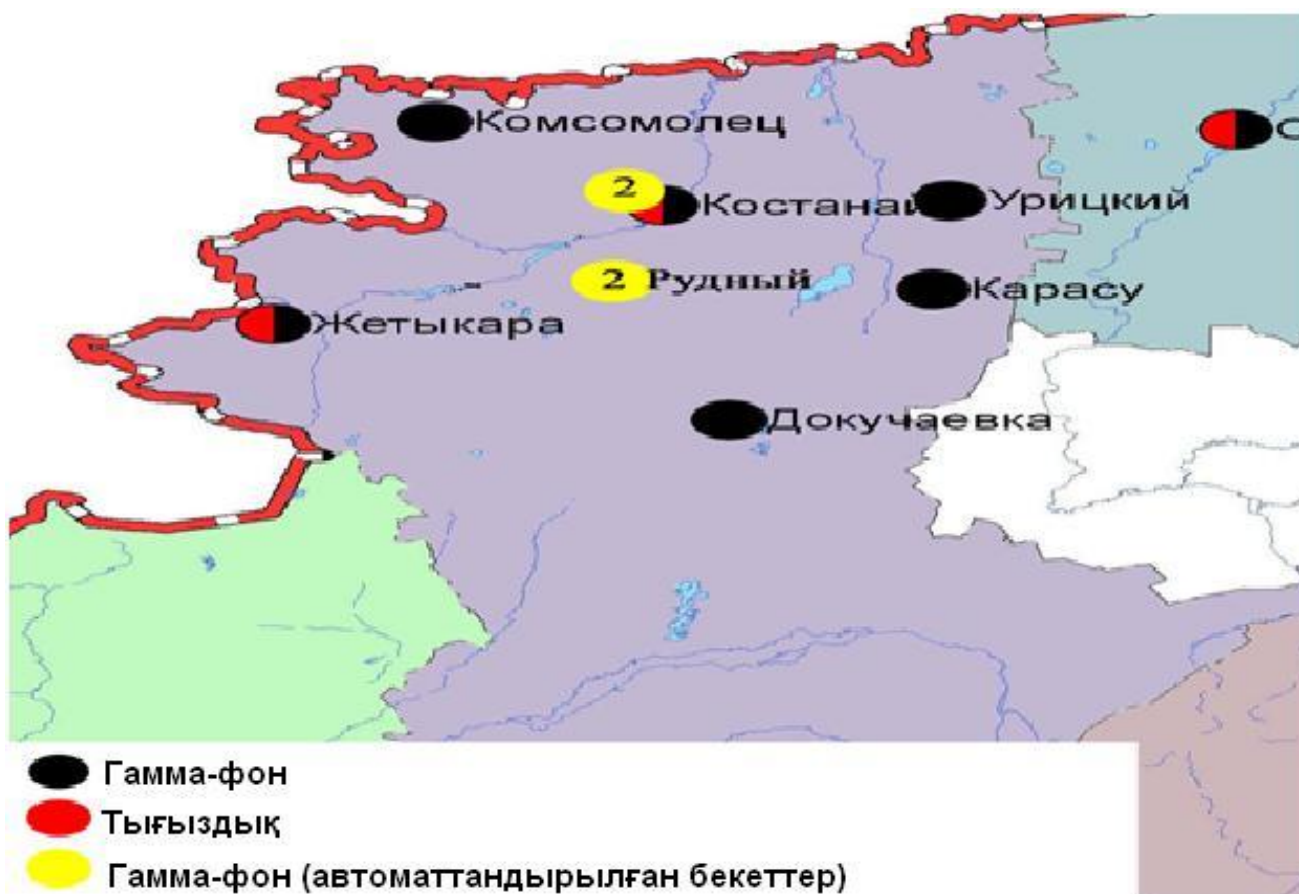 Комсомолец
2
Костанай
Урицкий
2 Рудный
Карасу
Жетыкара
Докучаевка
Гамма-фон
Тығыздық
Гамма-фон (автоматтандырылған бекеттер)